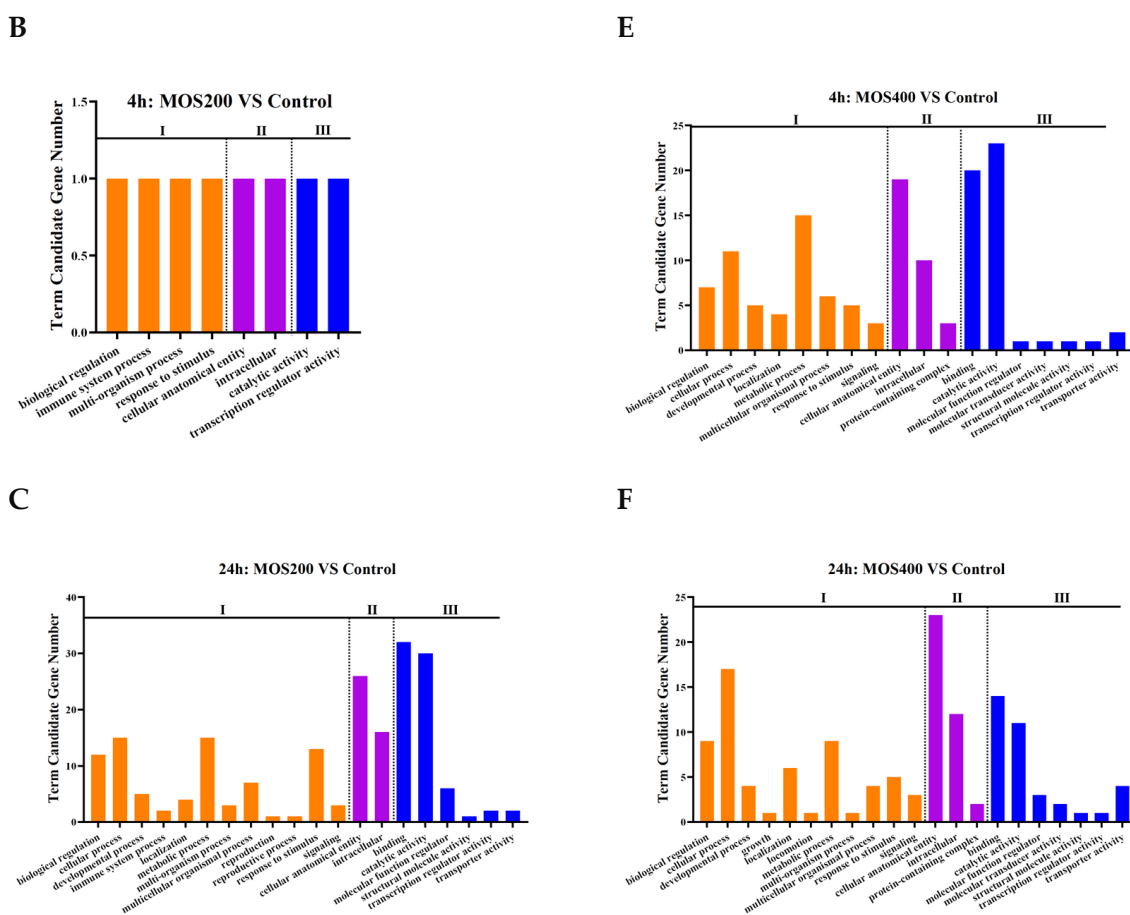 B
4h: MOS200 VS Control
Term Candidate Gene Number
1.5
1.0
0.5
0.0
I
II
III
biological regulation
immune system process
multi-organism process
response to stimulus
cellular anatomical entity
intracellular
catalytic activity
transcription regulator activity
E
4h: MOS400 VS Control
Term Candidate Gene Number
25
20
15
10
5
0
I
II
III
biological regulation
cellular process
developmental process
localization
metabolic process
multicellular organismal process
response to stimulus
signaling
cellular anatomical entity
intracellular
protein-containing complex
binding
catalytic activity
molecular function regulator
molecular transducer activity
structural molecule activity
transcription regulator activity
transporter activity
C
24h: MOS200 VS Control
Term Candidate Gene Number
40
30
20
10
0
I
II
III
biological regulation
cellular process
developmental process
immune system process
localization
metabolic process
multi-organism process
multicellular organismal process
reproduction
reproductive process
response to stimulus
signaling
cellular anatomical entity
intracellular
binding
catalytic activity
molecular function regulator
structural molecule activity
transcription regulator activity
transporter activity
F
24h: MOS400 VS Control
Term Candidate Gene Number
25
20
15
10
5
0
I
II
III
biological regulation
cellular process
developmental process
growth
localization
locomotion
metabolic process
multi-organism process
multicellular organismal process
response to stimulus
signaling
cellular anatomical entity
intracellular
protein-containing complex
binding
catalytic activity
molecular function regulator
molecular transducer activity
structural molecule activity
transcription regulator activity
transporter activity